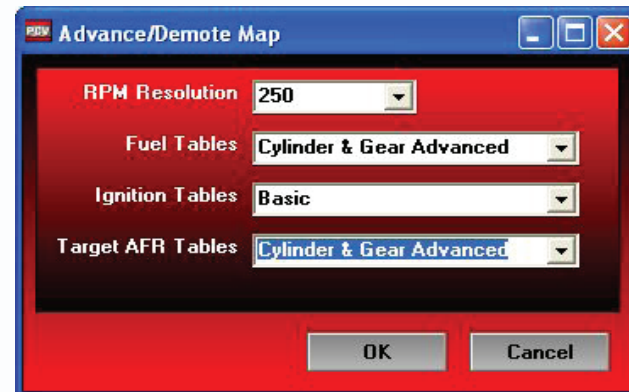 PCV Advance/Demote Map
RPM Resolution 250
Fuel Tables Cylinder & Gear Advanced
Ignition Tables Basic
Target AFR Tables Cylinder & Gear Advanced
OK Cancel